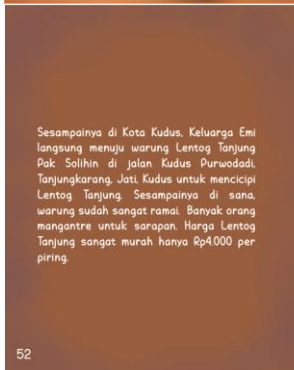 Sesampainya di Kota Kudus, Keluarga Emi
langsung menuju warung Lentog Tanjung
Pak Solihin di jalan Kudus Purwodadi,
Tanjungkarang, Jati, Kudus untuk mencicipi
Lentog Tanjung. Sesampainya di sana,
warung sudah sangat ramai. Banyak orang
mangantre untuk sarapan. Harga Lentog
Tanjung sangat murah hanya Rp4.000 per
piring.
52